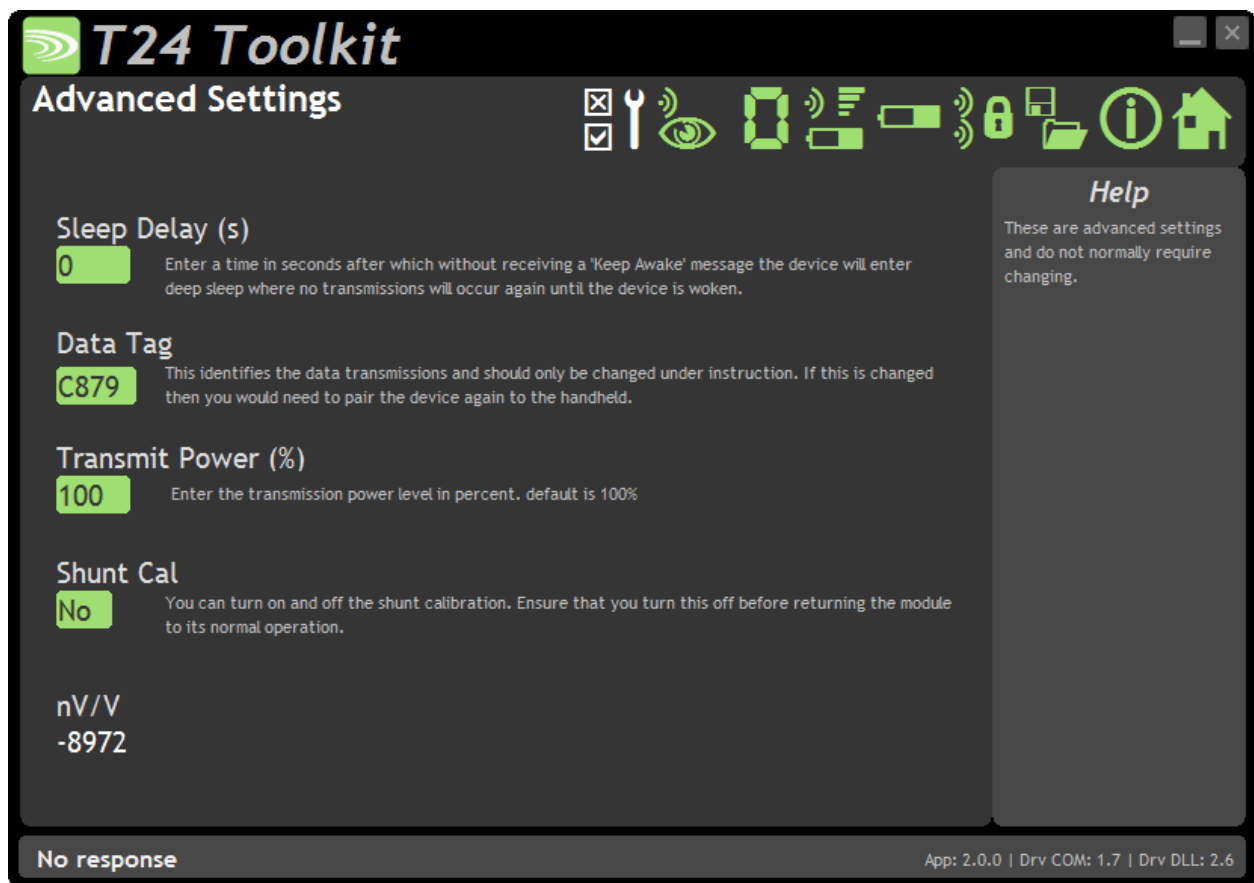 T24 Toolkit
Advanced Settings
Help
These are advanced settings
and do not normally require
changing.
Sleep Delay (s)
0
Enter a time in seconds after which without receiving a 'Keep Awake' message the device will enter
deep sleep where no transmissions will occur again until the device is woken.
Data Tag
C879
This identifies the data transmissions and should only be changed under instruction. If this is changed
then you would need to pair the device again to the handheld.
Transmit Power (%)
100
Enter the transmission power level in percent. default is 100%
Shunt Cal
No
You can turn on and off the shunt calibration. Ensure that you turn this off before returning the module
to its normal operation.
nV/V
-8972
No response
App: 2.0.0 | Drv COM: 1.7 | Drv DLL: 2.6